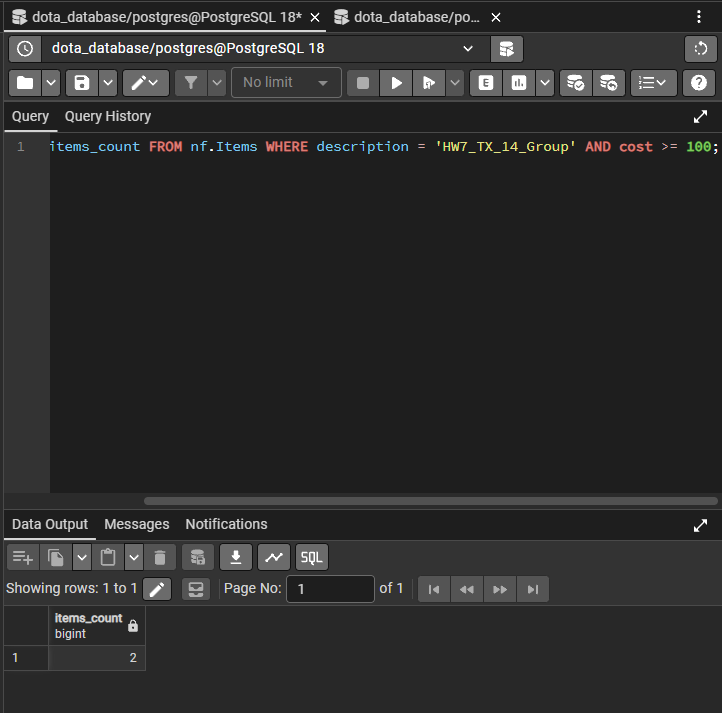 dota_database/postgres@PostgreSQL 18* dota_database/po...
dota_database/postgres@PostgreSQL 18
No limit
E
Query Query History
1 items_count FROM nf.Items WHERE description = 'HW7_TX_14_Group' AND cost >= 100;
Data Output Messages Notifications
SQL
Showing rows: 1 to 1 Page No: 1 of 1
items_count
bigint
1 2